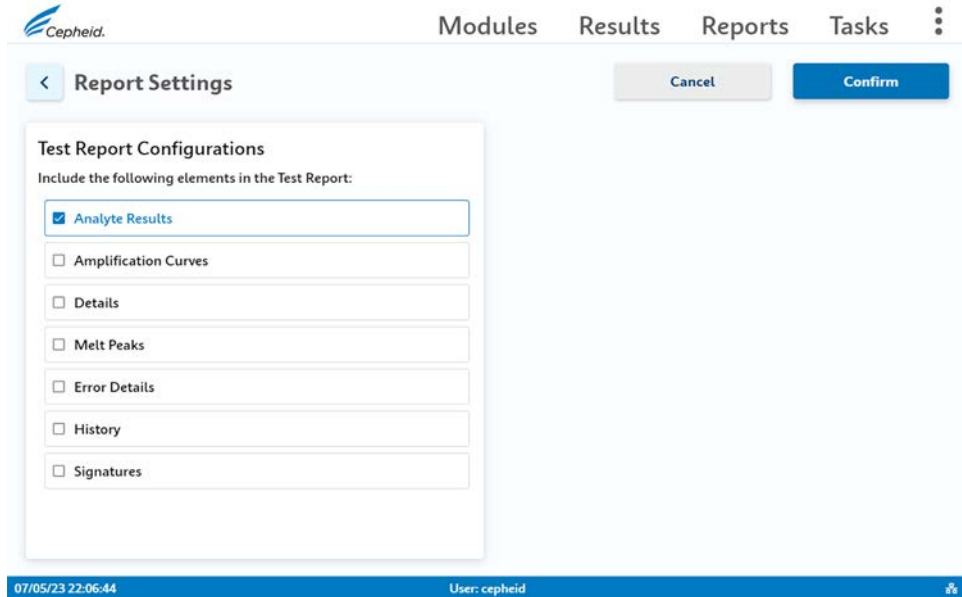 Cepheid.
Modules Results Reports Tasks
Report Settings
Cancel Confirm
Test Report Configurations
Include the following elements in the Test Report:
Analyte Results
Amplification Curves
Details
Melt Peaks
Error Details
History
Signatures
07/05/23 22:06:44 User: cepheid